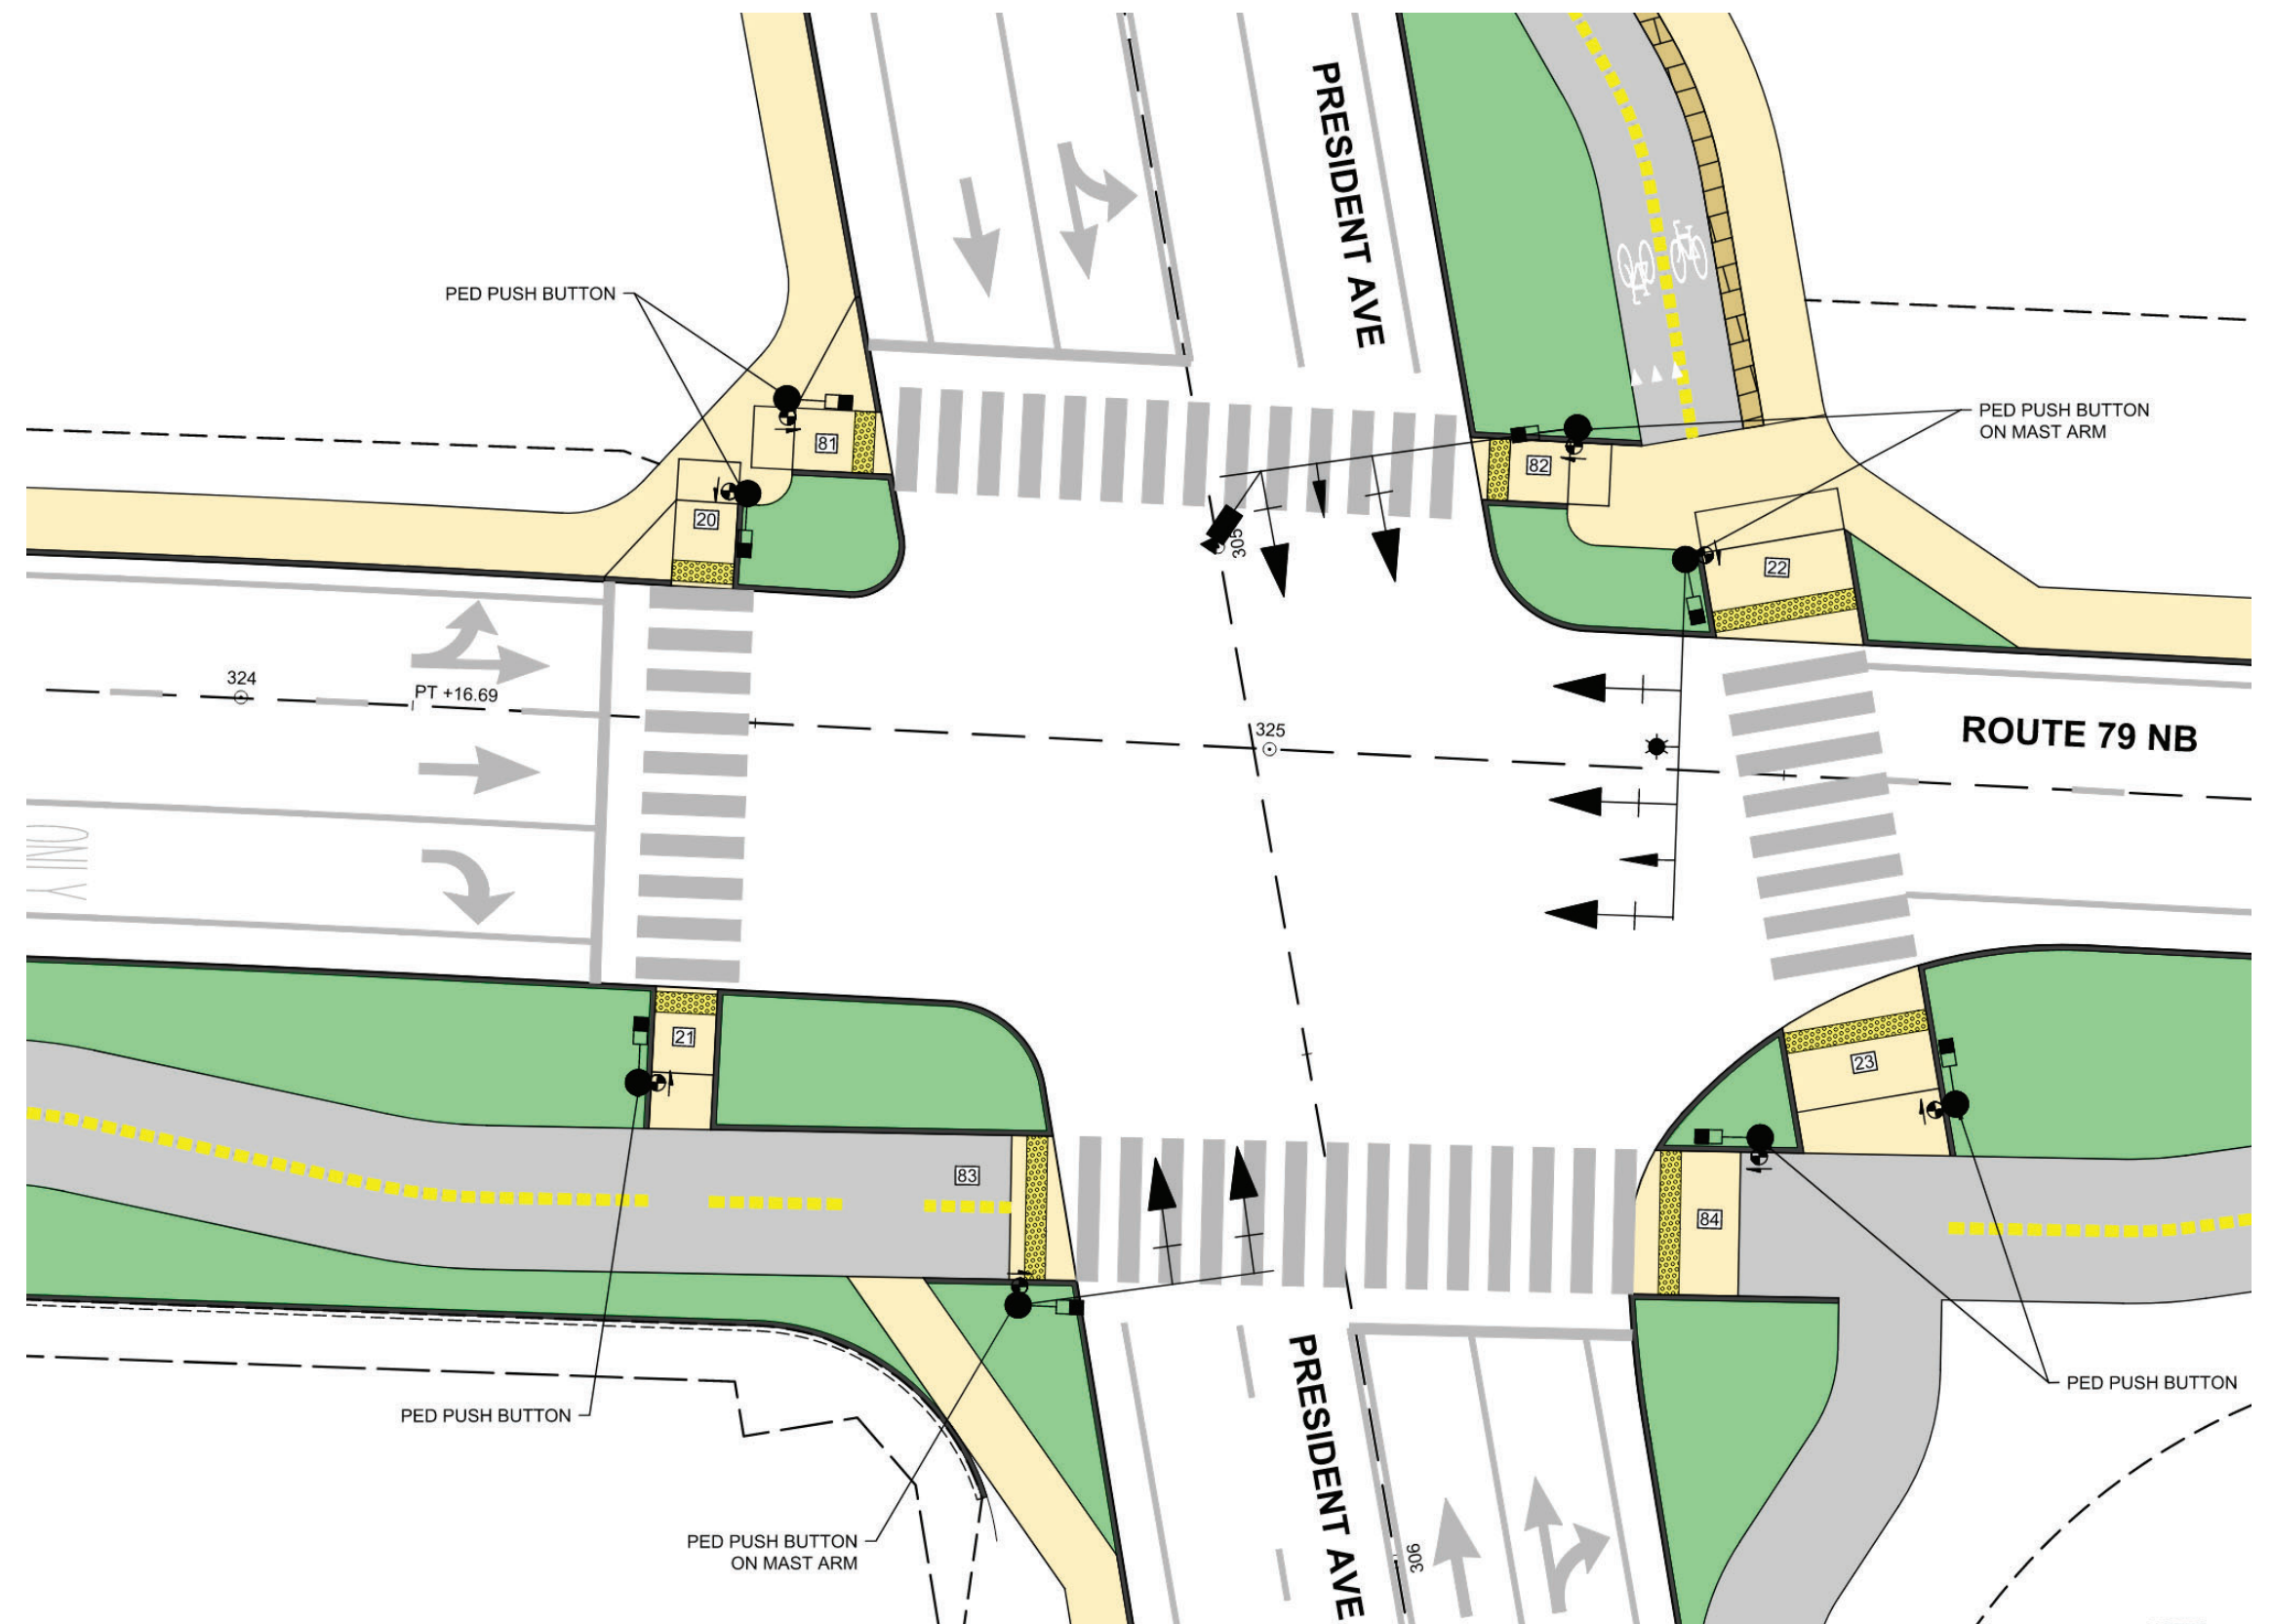 PRESIDENT AVE
PED PUSH BUTTON
PED PUSH BUTTON
ON MAST ARM
81
82
20
22
305
324
PT +16.69
325
ROUTE 79 NB
ONLY
21
23
83
84
PRESIDENT AVE
306
PED PUSH BUTTON
PED PUSH BUTTON
PED PUSH BUTTON
ON MAST ARM